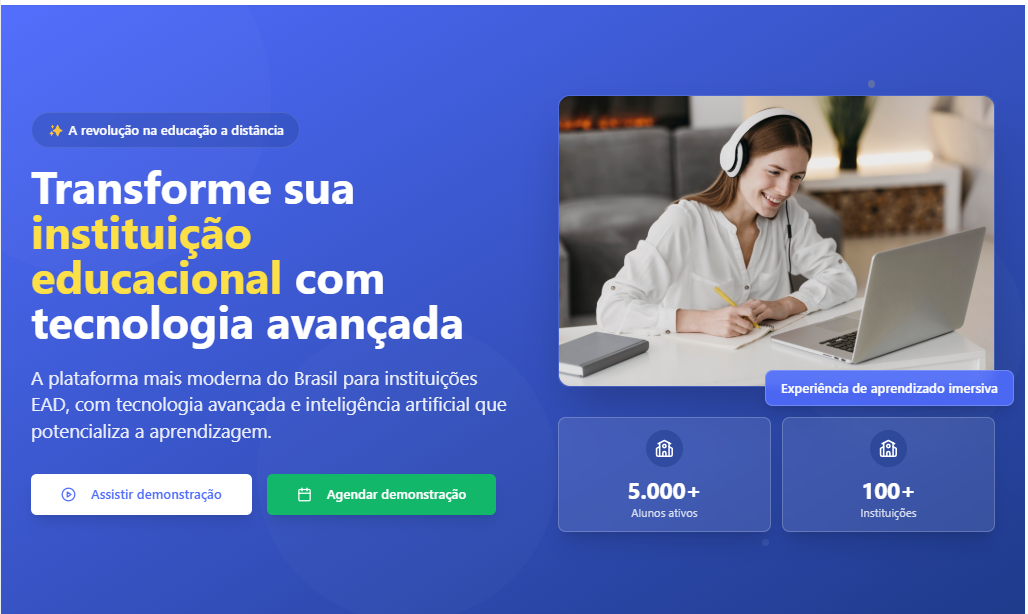 ✨ A revolução na educação a distância
Transforme sua
instituição
educacional com
tecnologia avançada
A plataforma mais moderna do Brasil para instituições
EAD, com tecnologia avançada e inteligência artificial que
potencializa a aprendizagem.
Assistir demonstração
Agendar demonstração
Experiência de aprendizado imersiva
5.000+
Alunos ativos
100+
Instituições